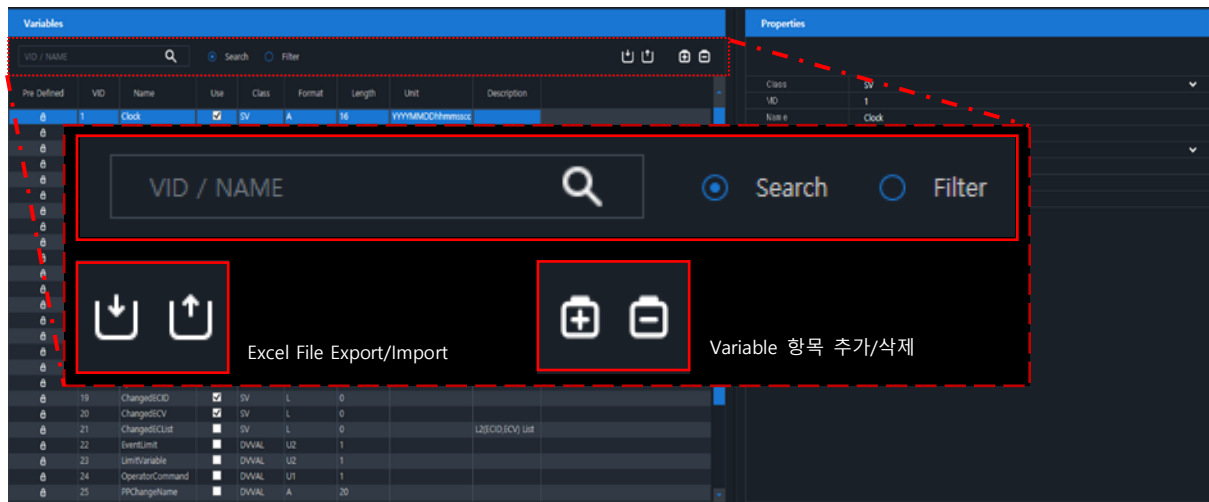 Variables
Properties
VID / NAME
Search
Filter
Pre Defined VID Name Use Class Format Length Unit Description
1 Clock SV A 16 YYYYMMDDhhmmsscc
Class SV
VID 1
Name Clock
VID / NAME
Search
Filter
Excel File Export/Import
Variable 항목 추가/삭제
19 ChangedECID SV L 0
20 ChangedECV SV L 0
21 ChangedECList SV L 0 L2(ECID,ECV) List
22 EventLimit DVVAL U2 1
23 LimitVariable DVVAL U2 1
24 OperatorCommand DVVAL U1 1
25 PPChangeName DVVAL A 20